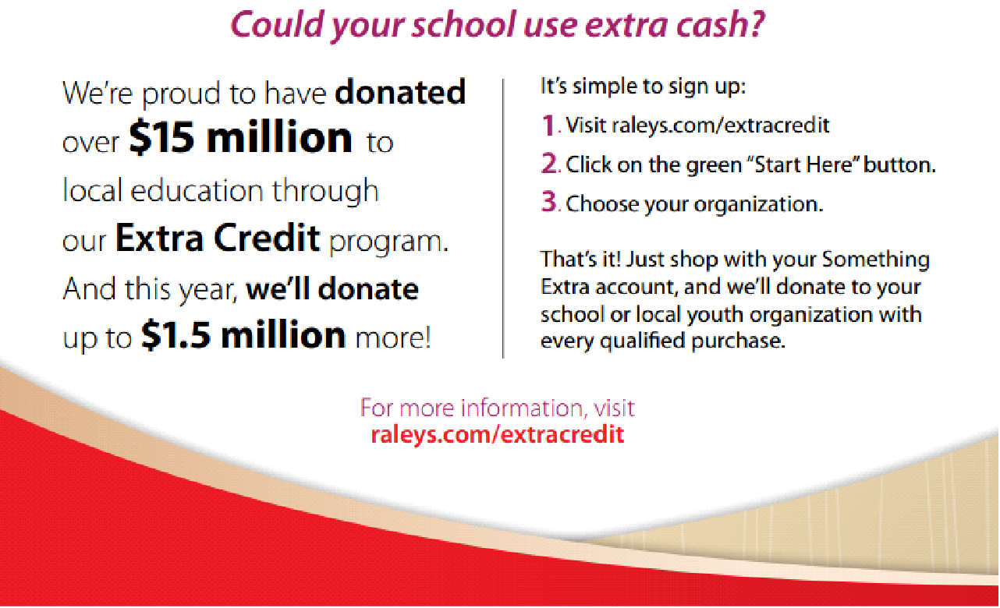 Could your school use extra cash?
We're proud to have donated
over $15 million to
local education through
our Extra Credit program.
And this year, we'll donate
up to $1.5 million more!
It's simple to sign up:
1. Visit raleys.com/extracredit
2. Click on the green “Start Here” button.
3. Choose your organization.
That's it! Just shop with your Something
Extra account, and we'll donate to your
school or local youth organization with
every qualified purchase.
For more information, visit
raleys.com/extracredit